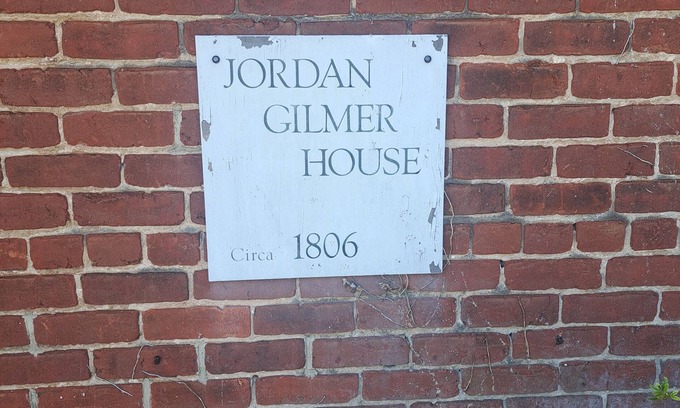 JORDAN
GILMER
HOUSE
Circa 1806